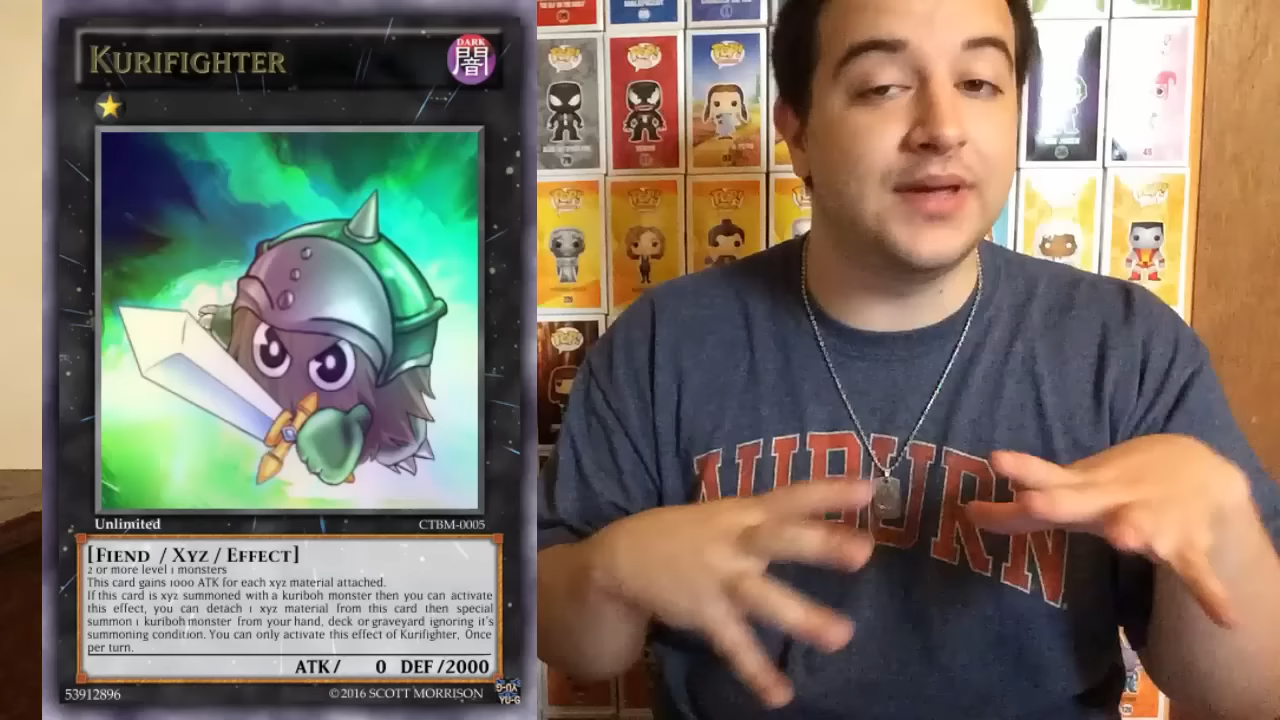 KURIFIGHTER
DARK
闇
Unlimited
CTBM-0005
[FIEND / XYZ / EFFECT]
2 or more level 1 monsters
This card gains 1000 ATK for each xyz material attached.
If this card is xyz summoned with a kuriboh monster then you can activate
this effect, you can detach 1 xyz material from this card then special
summon 1 kuriboh monster from your hand, deck or graveyard ignoring it's
summoning condition. You can only activate this effect of Kurifighter, Once
per turn.
ATK/ 0 DEF/2000
53912896
©2016 SCOTT MORRISON
AUBURN
POP!
POP!
POP!
45